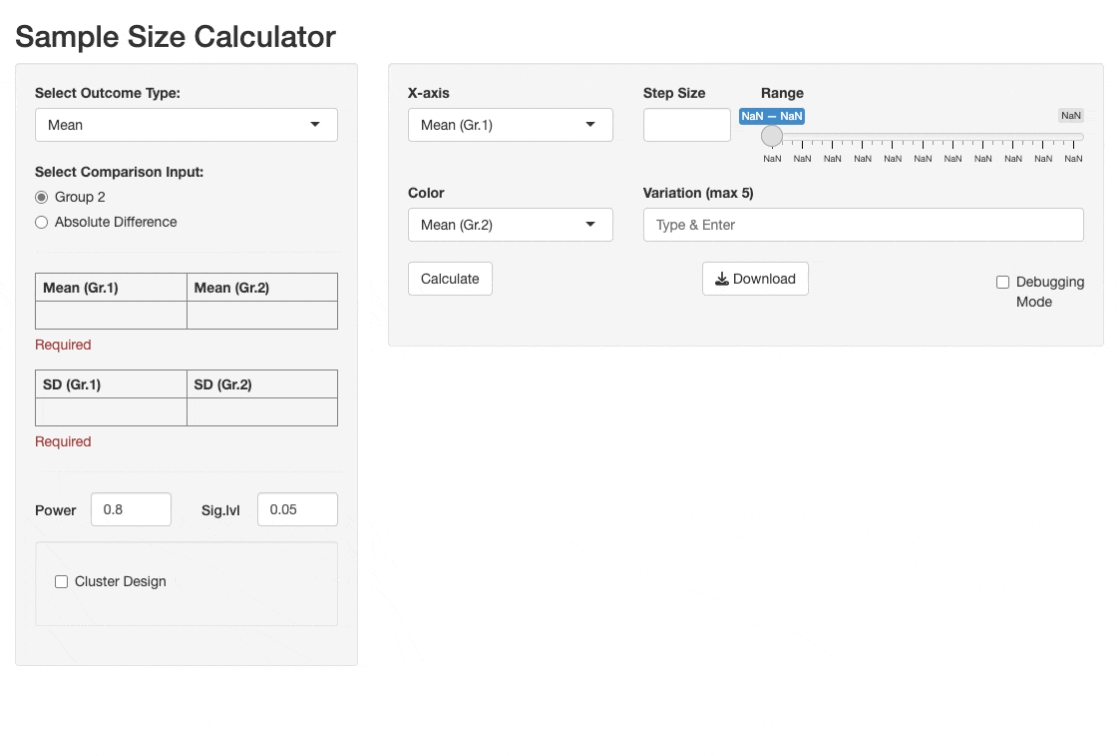 Sample Size Calculator
Select Outcome Type:
Mean
Select Comparison Input:
Group 2
Absolute Difference
Mean (Gr.1) Mean (Gr.2)
Required
SD (Gr.1) SD (Gr.2)
Required
Power 0.8 Sig.lvl 0.05
Cluster Design
X-axis Step Size Range
Mean (Gr.1)
NaN — NaN NaN
NaN NaN NaN NaN NaN NaN NaN NaN NaN NaN NaN
Color Variation (max 5)
Mean (Gr.2) Type & Enter
Calculate Download Debugging
Mode